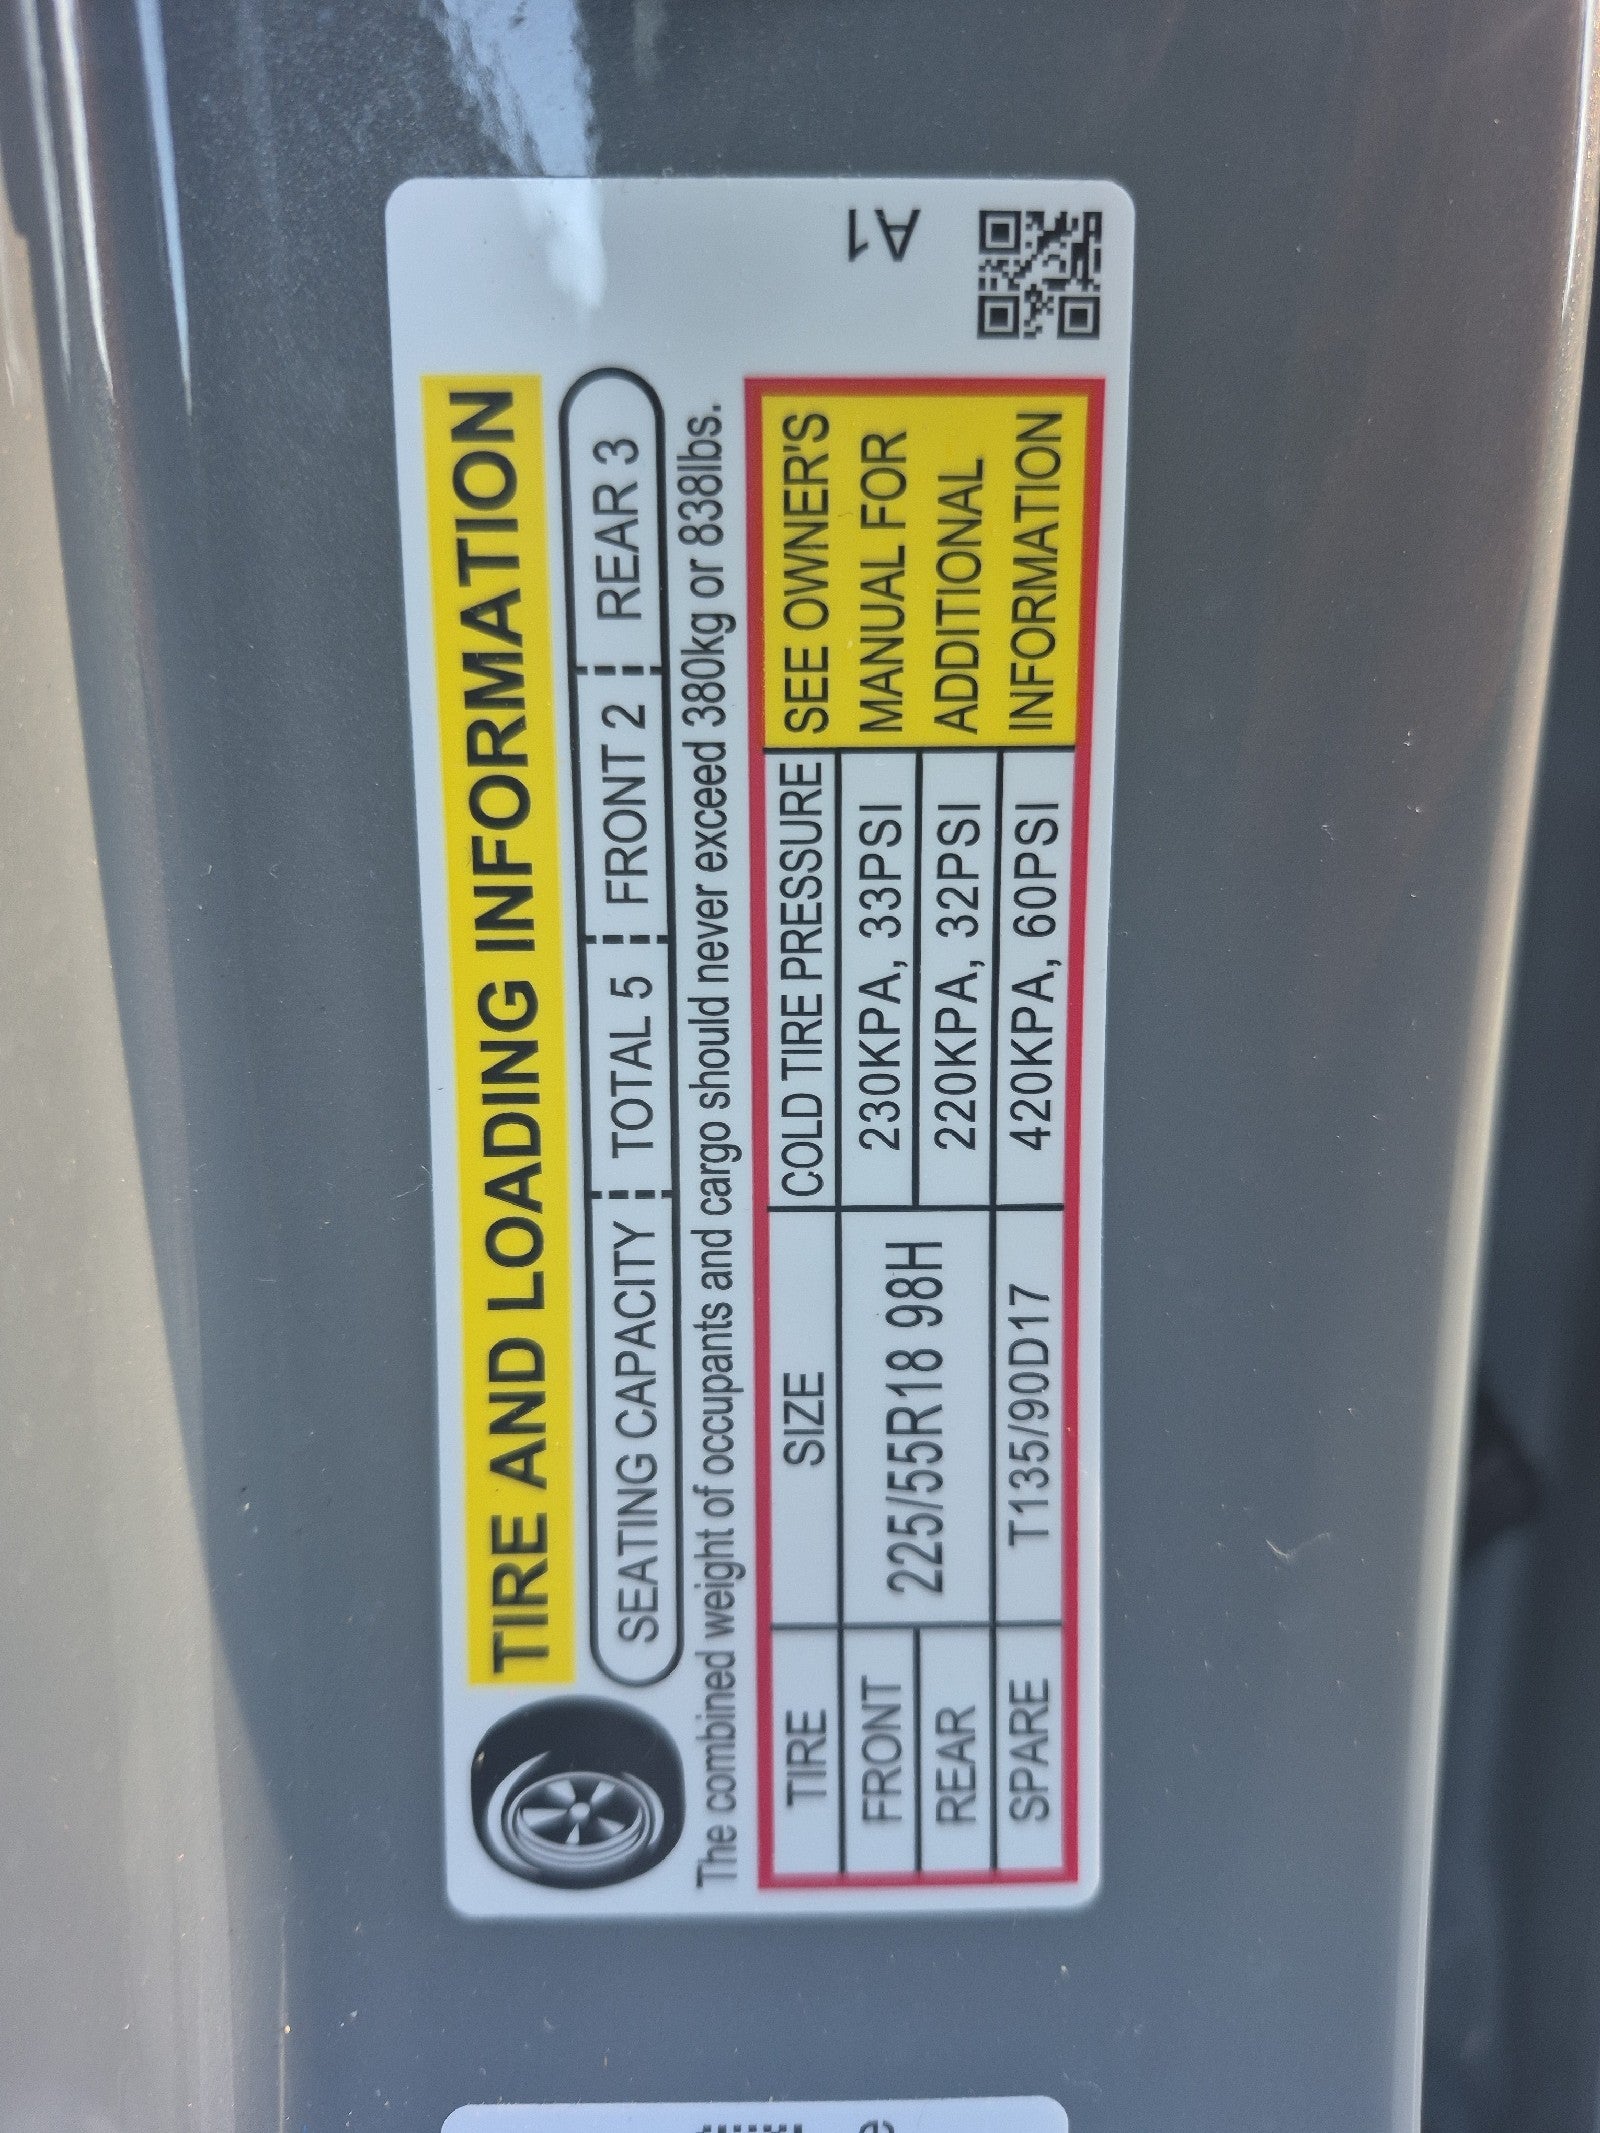 TIRE AND LOADING INFORMATION
SEATING CAPACITY TOTAL 5 FRONT 2 REAR 3
The combined weight of occupants and cargo should never exceed 380kg or 838lbs.
TIRE SIZE COLD TIRE PRESSURE
FRONT 225/55R18 98H 230KPA, 33PSI
REAR 220KPA, 32PSI
SPARE T135/90D17 420KPA, 60PSI
SEE OWNER'S
MANUAL FOR
ADDITIONAL
INFORMATION
A1